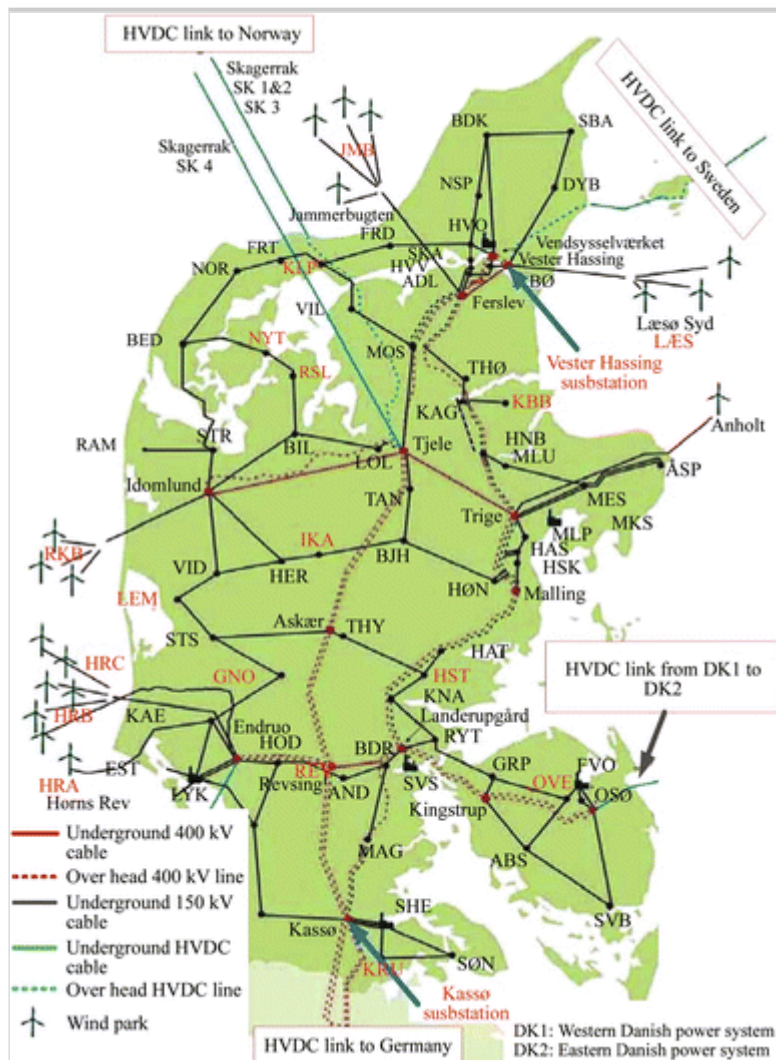 HVDC link to Norway
Skagerrak
SK 1&2
SK 3
Skagerrak
SK 4
HVDC link to Sweden
JMB
Jammerbugten
BDK
SBA
NSP
DYB
HVO
Vendsysselværket
Vester Hassing
FRD
SKA
HVV
ADL
BØ
FRT
KLP
NOR
Ferslev
VIL
Læsø Syd
LÆS
BED
NYT
MOS
Vester Hassing
susbstation
RSL
THØ
KAG
KBB
Anholt
RAM
STR
BIL
LOL
Tjele
HNB
MLU
ÅSP
Idomlund
TAN
MES
Trige
MKS
RKB
IKA
MLP
HAS
HSK
VID
HER
BJH
HØN
Malling
LEM
Askær
THY
STS
HAT
HST
GNO
HVDC link from DK1 to
DK2
HRC
KNA
HRB
KAE
Endruo
Landerupgård
RYT
HOD
BDR
HRA
EST
Horns Rev
LYK
Revsing
REV
AND
SVS
GRP
OVE
FVO
Kingstrup
OSØ
Underground 400 kV
cable
Over head 400 kV line
MAG
ABS
Underground 150 kV
cable
SVB
SHE
Kassø
Underground HVDC
cable
KRU
SØN
Over head HVDC line
Kassø
susbstation
Wind park
HVDC link to Germany
DK1: Western Danish power system
DK2: Eastern Danish power system